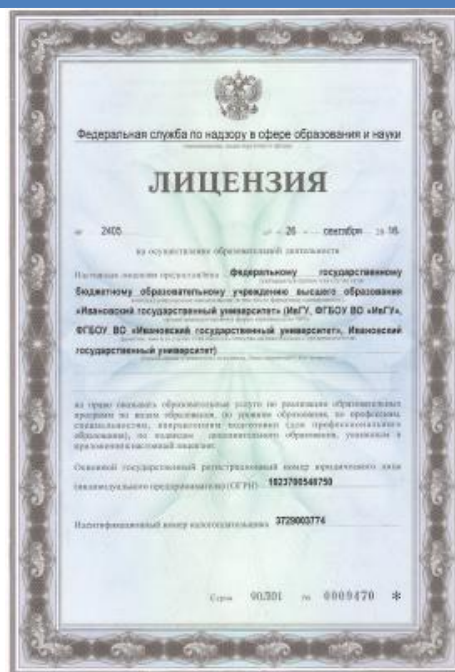 Федеральная служба по надзору в сфере образования и науки
ЛИЦЕНЗИЯ
№ 2405 от « 26 » сентября 20 16
на осуществление образовательной деятельности
Настоящая лицензия предоставлена федеральному государственному
бюджетному образовательному учреждению высшего образования
«Ивановский государственный университет» (ИвГУ, ФГБОУ ВО «ИвГУ»,
ФГБОУ ВО «Ивановский государственный университет», Ивановский
государственный университет)
на право оказывать образовательные услуги по реализации образовательных
программ по видам образования, по уровням образования, по профессиям,
специальностям, направлениям подготовки (для профессионального
образования), по подвидам дополнительного образования, указанным в
приложении к настоящей лицензии
Основной государственный регистрационный номер юридического лица
(индивидуального предпринимателя) (ОГРН) 1023700548750
Идентификационный номер налогоплательщика 3729003774
Серия 90Л01 № 0009470 *